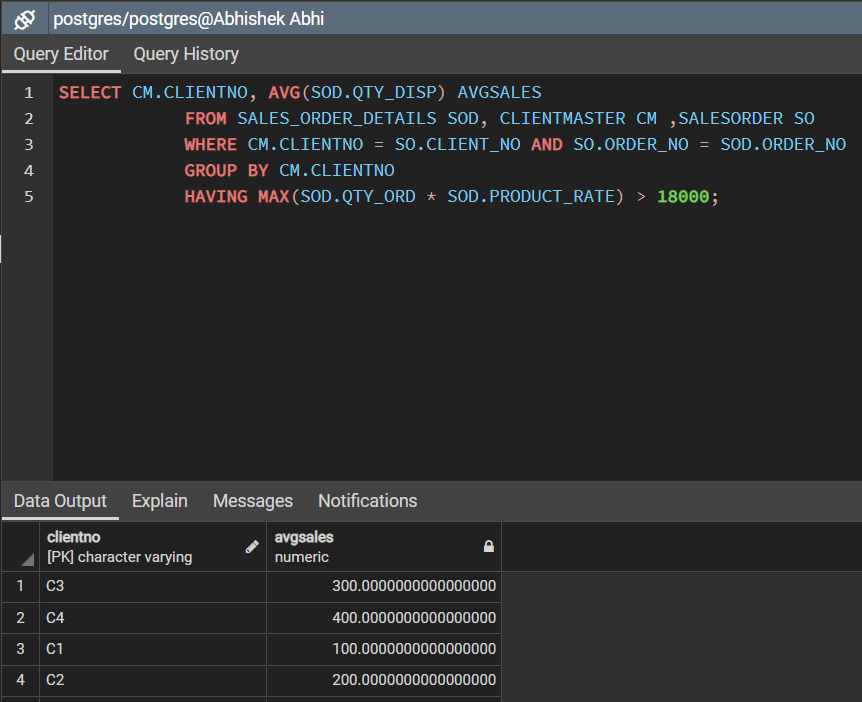 postgres/postgres@Abhishek Abhi
Query Editor Query History
1 SELECT CM.CLIENTNO, AVG(SOD.QTY_DISP) AVGSALES
2 FROM SALES_ORDER_DETAILS SOD, CLIENTMASTER CM ,SALESORDER SO
3 WHERE CM.CLIENTNO = SO.CLIENT_NO AND SO.ORDER_NO = SOD.ORDER_NO
4 GROUP BY CM.CLIENTNO
5 HAVING MAX(SOD.QTY_ORD * SOD.PRODUCT_RATE) > 18000;
Data Output Explain Messages Notifications
clientno avgsales
[PK] character varying numeric
1 C3 300.0000000000000000
2 C4 400.0000000000000000
3 C1 100.0000000000000000
4 C2 200.0000000000000000